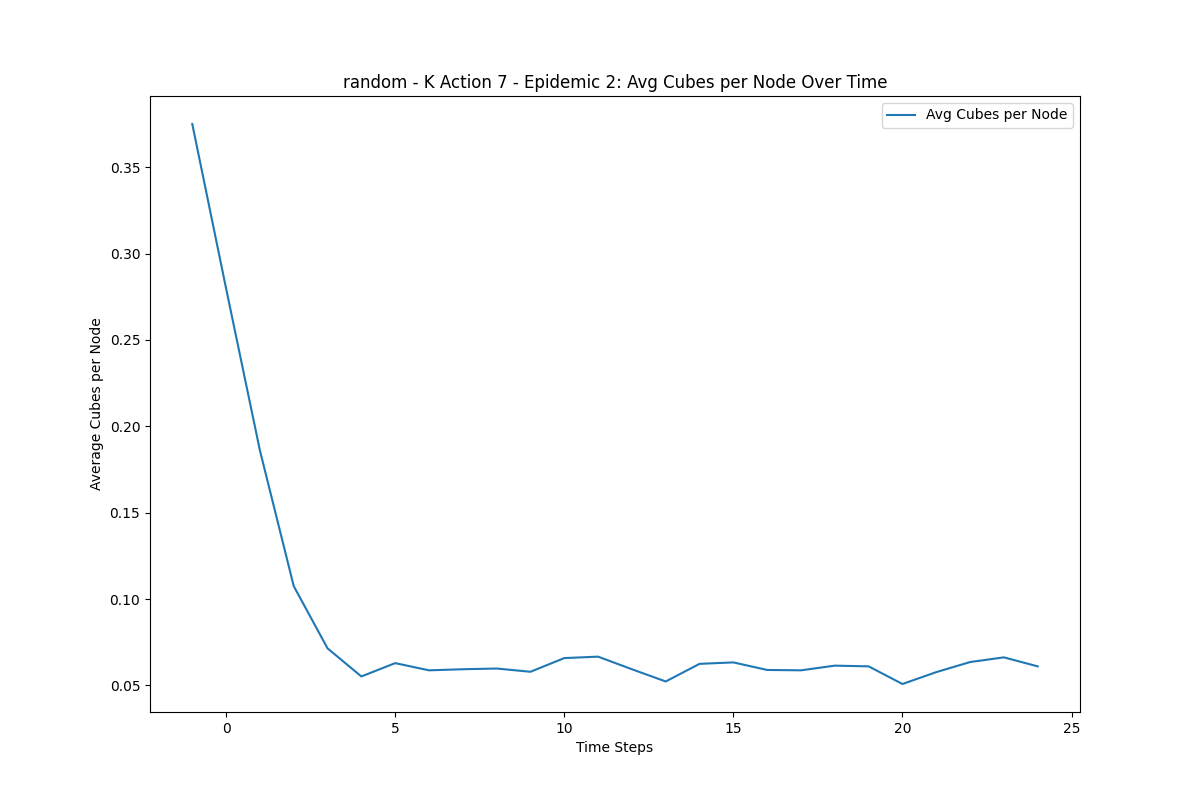 random - K Action 7 - Epidemic 2: Avg Cubes per Node Over Time
Avg Cubes per Node
Average Cubes per Node
0.35
0.30
0.25
0.20
0.15
0.10
0.05
0 5 10 15 20 25
Time Steps